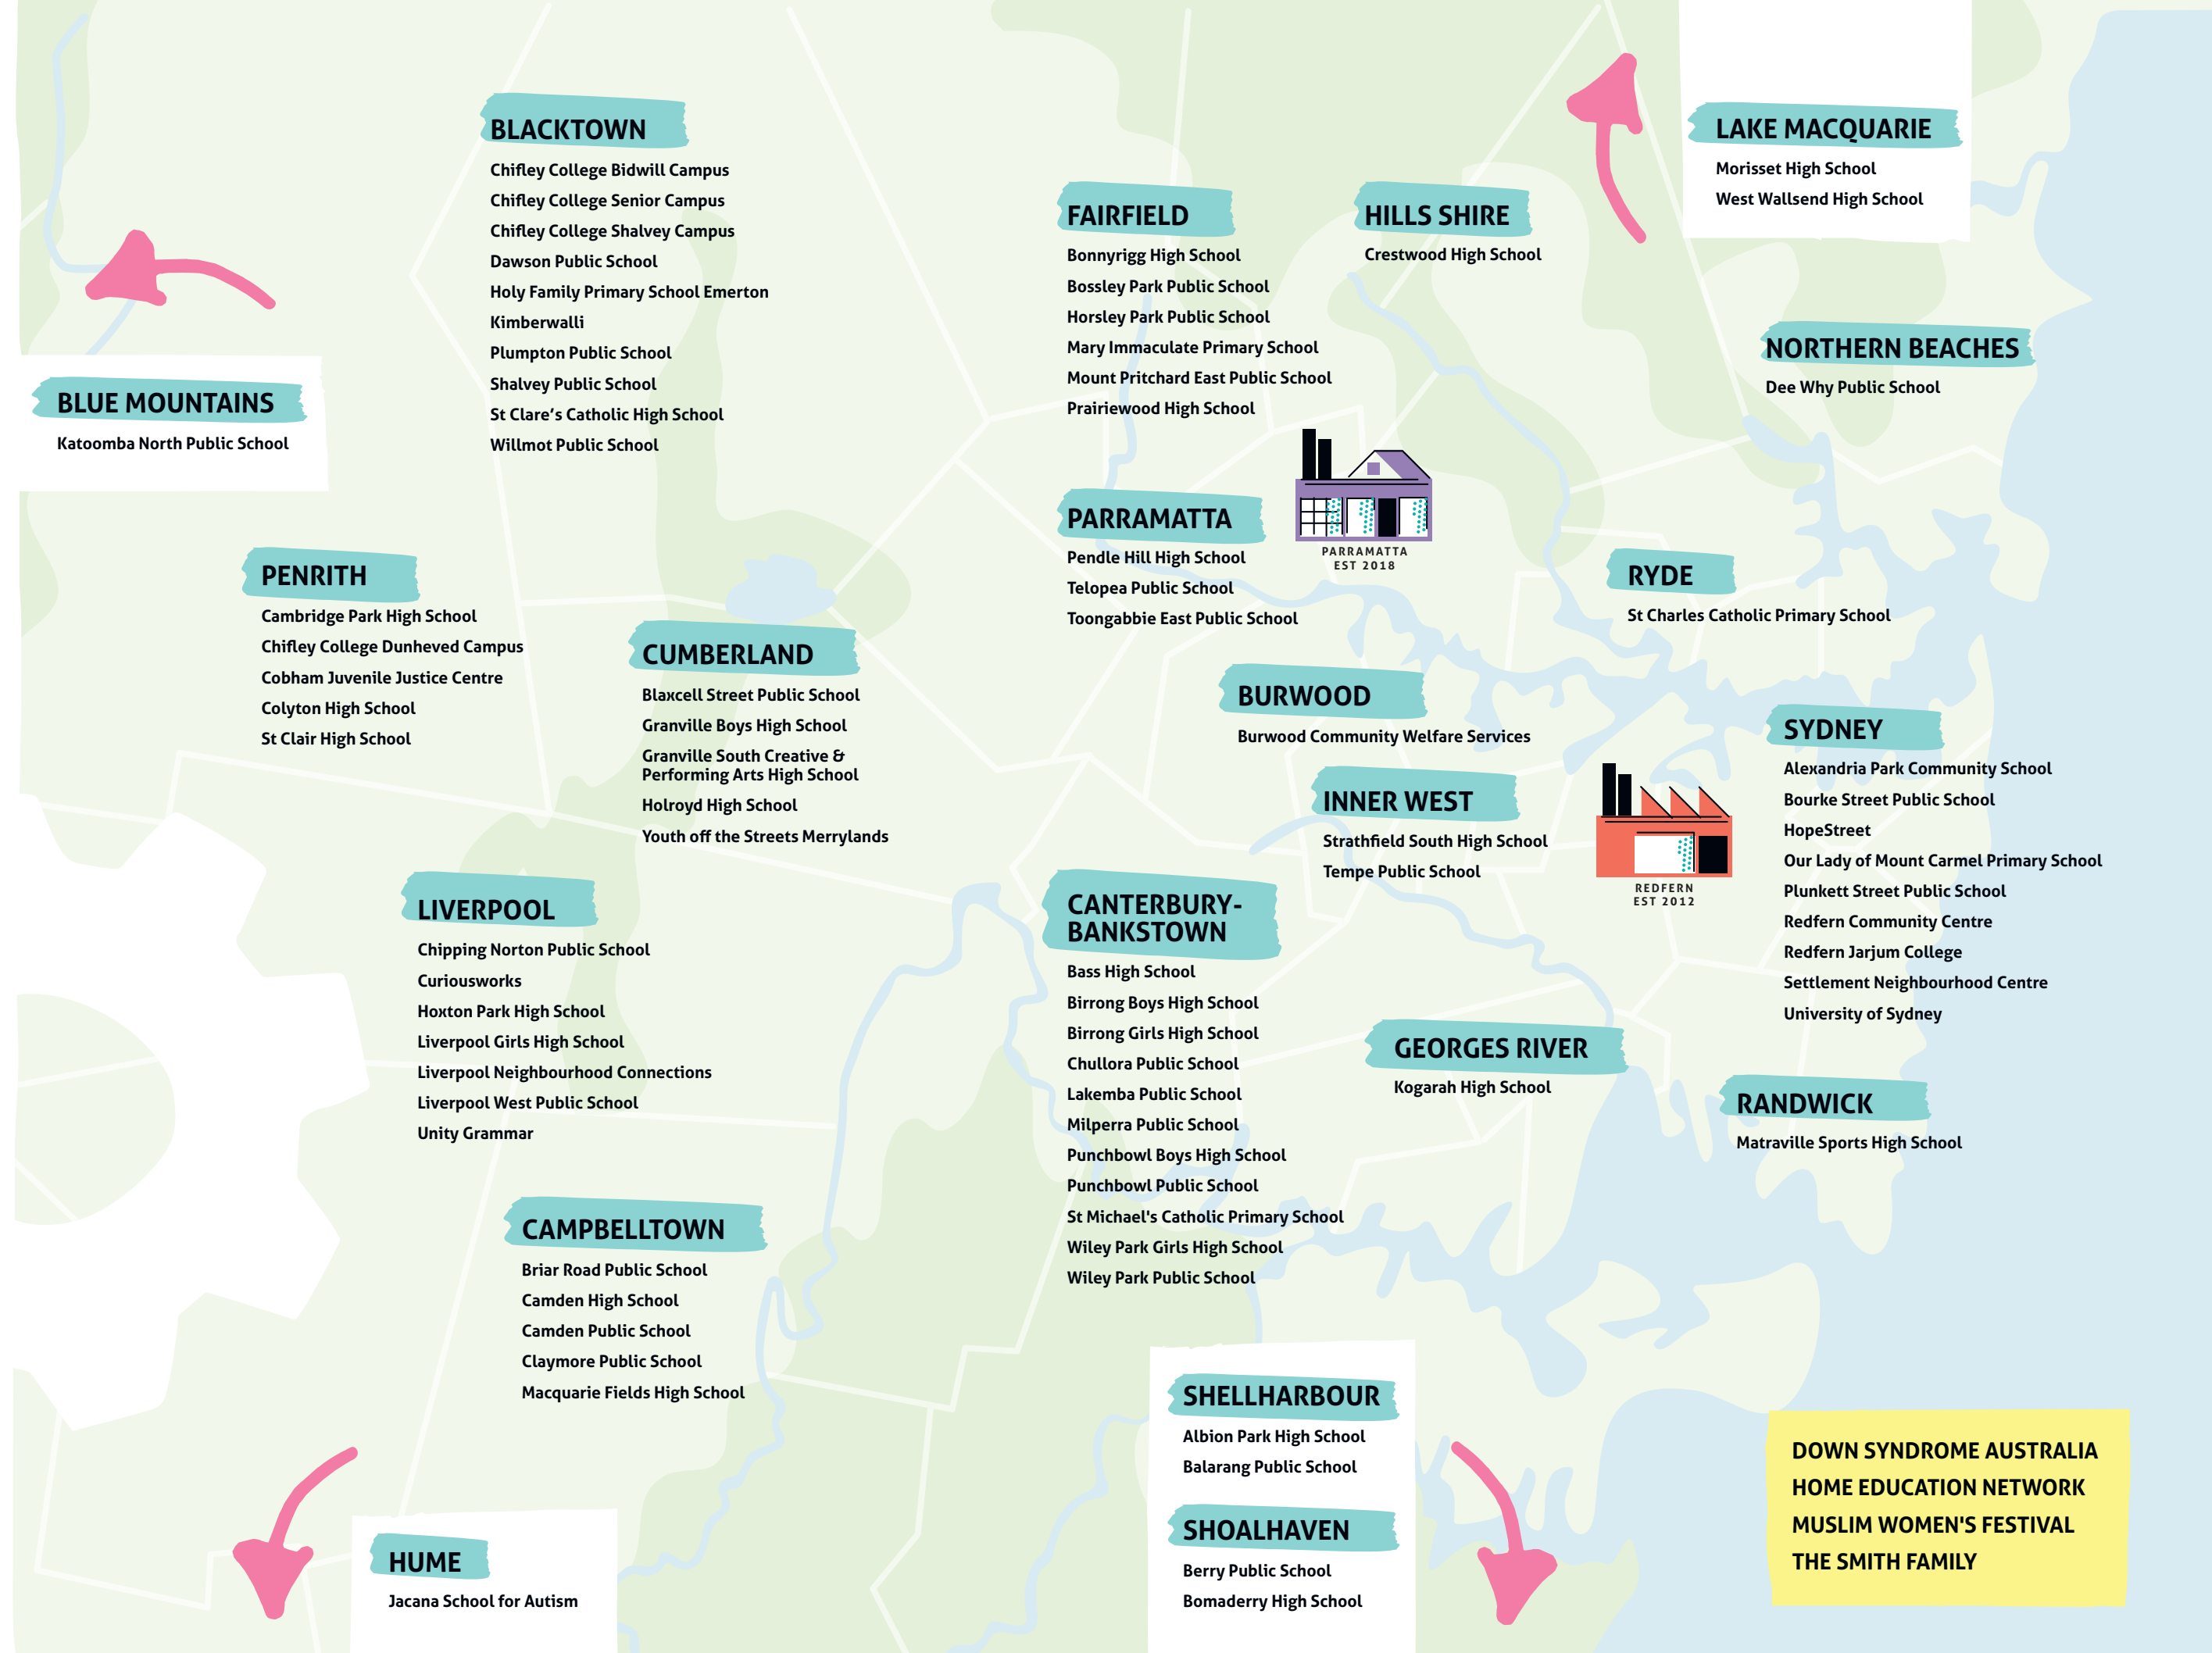 BLACKTOWN
Chifley College Bidwill Campus
Chifley College Senior Campus
Chifley College Shalvey Campus
Dawson Public School
Holy Family Primary School Emerton
Kimberwalli
Plumpton Public School
Shalvey Public School
St Clare’s Catholic High School
Willmot Public School
FAIRFIELD
Bonnyrigg High School
Bossley Park Public School
Horsley Park Public School
Mary Immaculate Primary School
Mount Pritchard East Public School
Prairiewood High School
HILLS SHIRE
Crestwood High School
LAKE MACQUARIE
Morisset High School
West Wallsend High School
NORTHERN BEACHES
Dee Why Public School
BLUE MOUNTAINS
Katoomba North Public School
PARRAMATTA
Pendle Hill High School
Telopea Public School
Toongabbie East Public School
PARRAMATTA
EST 2018
PENRITH
Cambridge Park High School
Chifley College Dunheved Campus
Cobham Juvenile Justice Centre
Colyton High School
St Clair High School
CUMBERLAND
Blaxcell Street Public School
Granville Boys High School
Granville South Creative &
Performing Arts High School
Holroyd High School
Youth off the Streets Merrylands
RYDE
St Charles Catholic Primary School
BURWOOD
Burwood Community Welfare Services
INNER WEST
Strathfield South High School
Tempe Public School
REDFERN
EST 2012
SYDNEY
Alexandria Park Community School
Bourke Street Public School
HopeStreet
Our Lady of Mount Carmel Primary School
Plunkett Street Public School
Redfern Community Centre
Redfern Jarjum College
Settlement Neighbourhood Centre
University of Sydney
LIVERPOOL
Chipping Norton Public School
Curiousworks
Hoxton Park High School
Liverpool Girls High School
Liverpool Neighbourhood Connections
Liverpool West Public School
Unity Grammar
CANTERBURY-
BANKSTOWN
Bass High School
Birrong Boys High School
Birrong Girls High School
Chullora Public School
Lakemba Public School
Milperra Public School
Punchbowl Boys High School
Punchbowl Public School
St Michael's Catholic Primary School
Wiley Park Girls High School
Wiley Park Public School
GEORGES RIVER
Kogarah High School
RANDWICK
Matraville Sports High School
CAMPBELLTOWN
Briar Road Public School
Camden High School
Camden Public School
Claymore Public School
Macquarie Fields High School
SHELLHARBOUR
Albion Park High School
Balarang Public School
SHOALHAVEN
Berry Public School
Bomaderry High School
HUME
Jacana School for Autism
DOWN SYNDROME AUSTRALIA
HOME EDUCATION NETWORK
MUSLIM WOMEN'S FESTIVAL
THE SMITH FAMILY